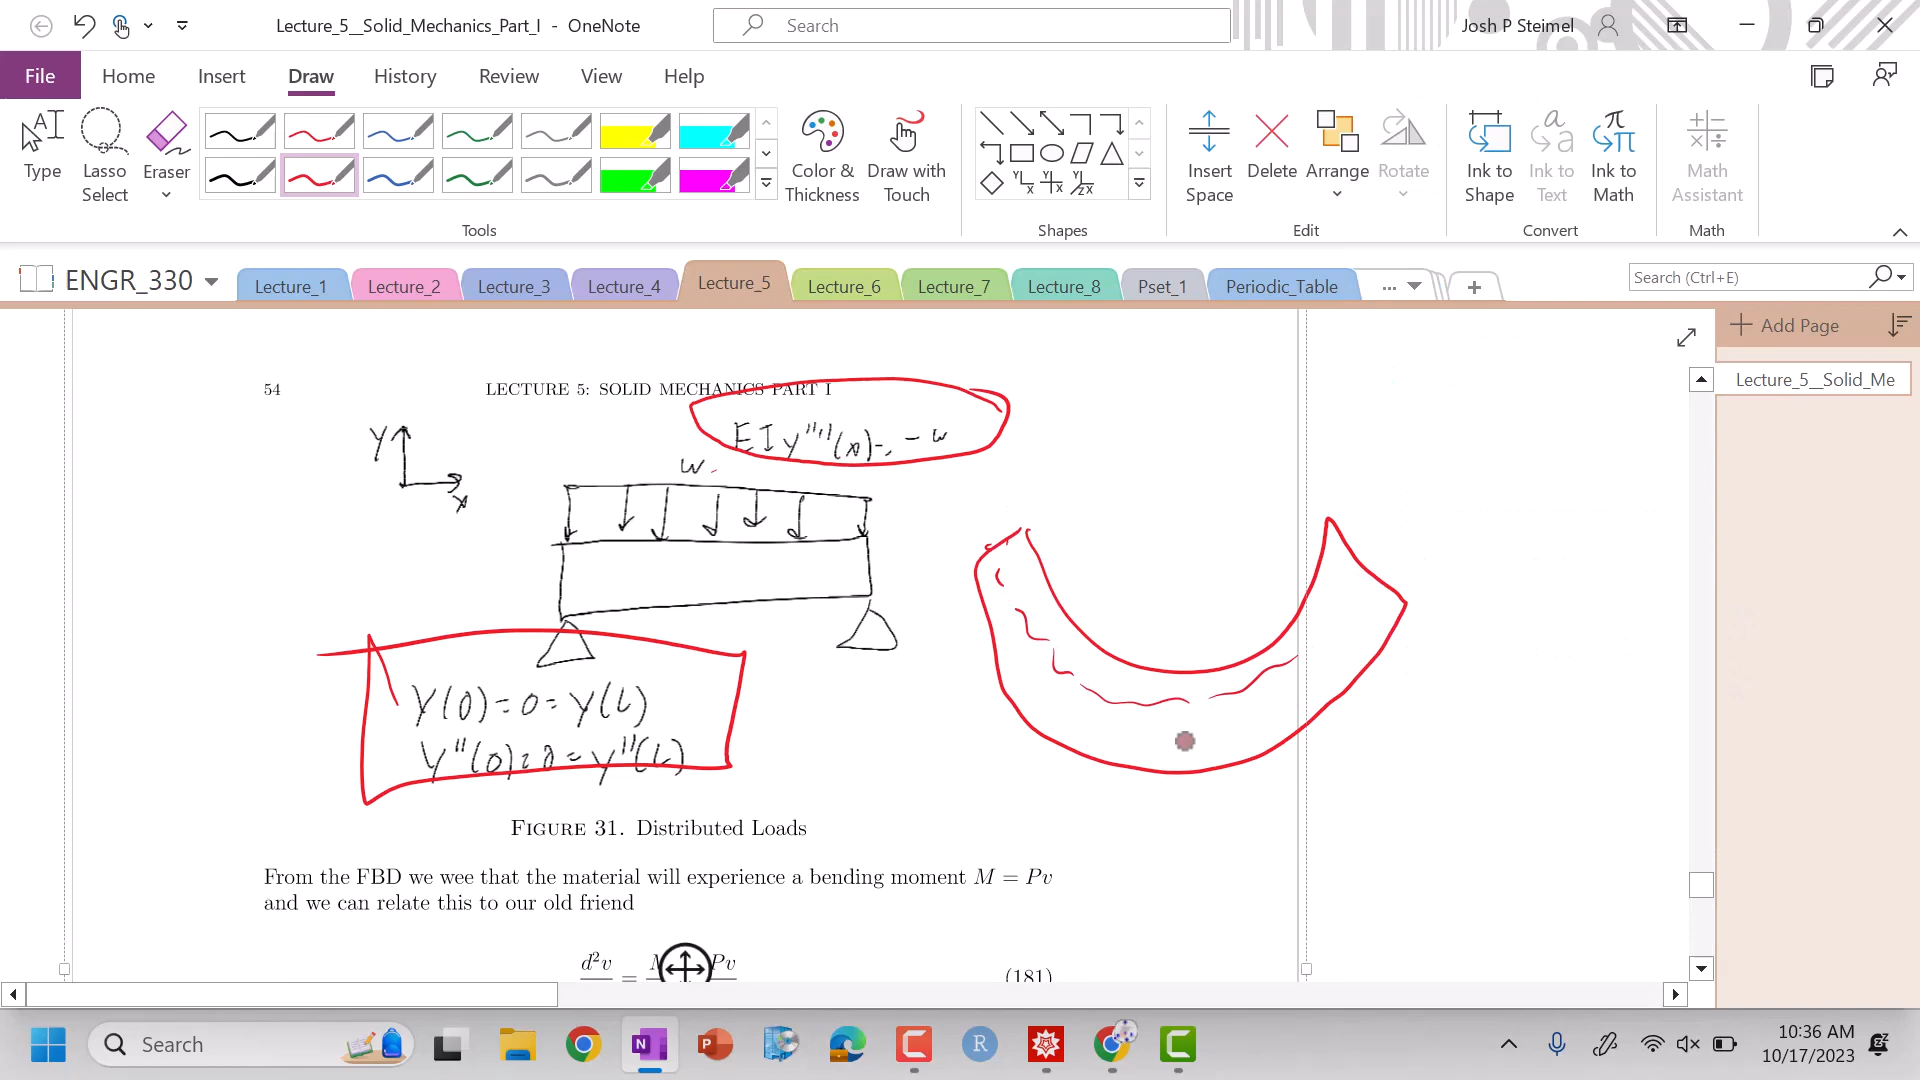 Lecture_5__Solid_Mechanics_Part_I - OneNote
Search
Josh P Steimel
File
Home
Insert
Draw
History
Review
View
Help
Type
Lasso Select
Eraser
Color & Thickness
Draw with Touch
Insert Space
Delete
Arrange
Rotate
Ink to Shape
Ink to Text
Ink to Math
Math Assistant
Tools
Shapes
Edit
Convert
Math
ENGR_330
Lecture_1
Lecture_2
Lecture_3
Lecture_4
Lecture_5
Lecture_6
Lecture_7
Lecture_8
Pset_1
Periodic_Table
...
Search (Ctrl+E)
Add Page
Lecture_5__Solid_Me
54
LECTURE 5: SOLID MECHANICS PART I
EIy''''(x) = -w
y
x
w
y(0)=0=y(L)
y''(0)=0=y''(L)
FIGURE 31. Distributed Loads
From the FBD we wee that the material will experience a bending moment M = Pv
and we can relate this to our old friend
d²v = M Pv
(181)
Search
10:36 AM
10/17/2023